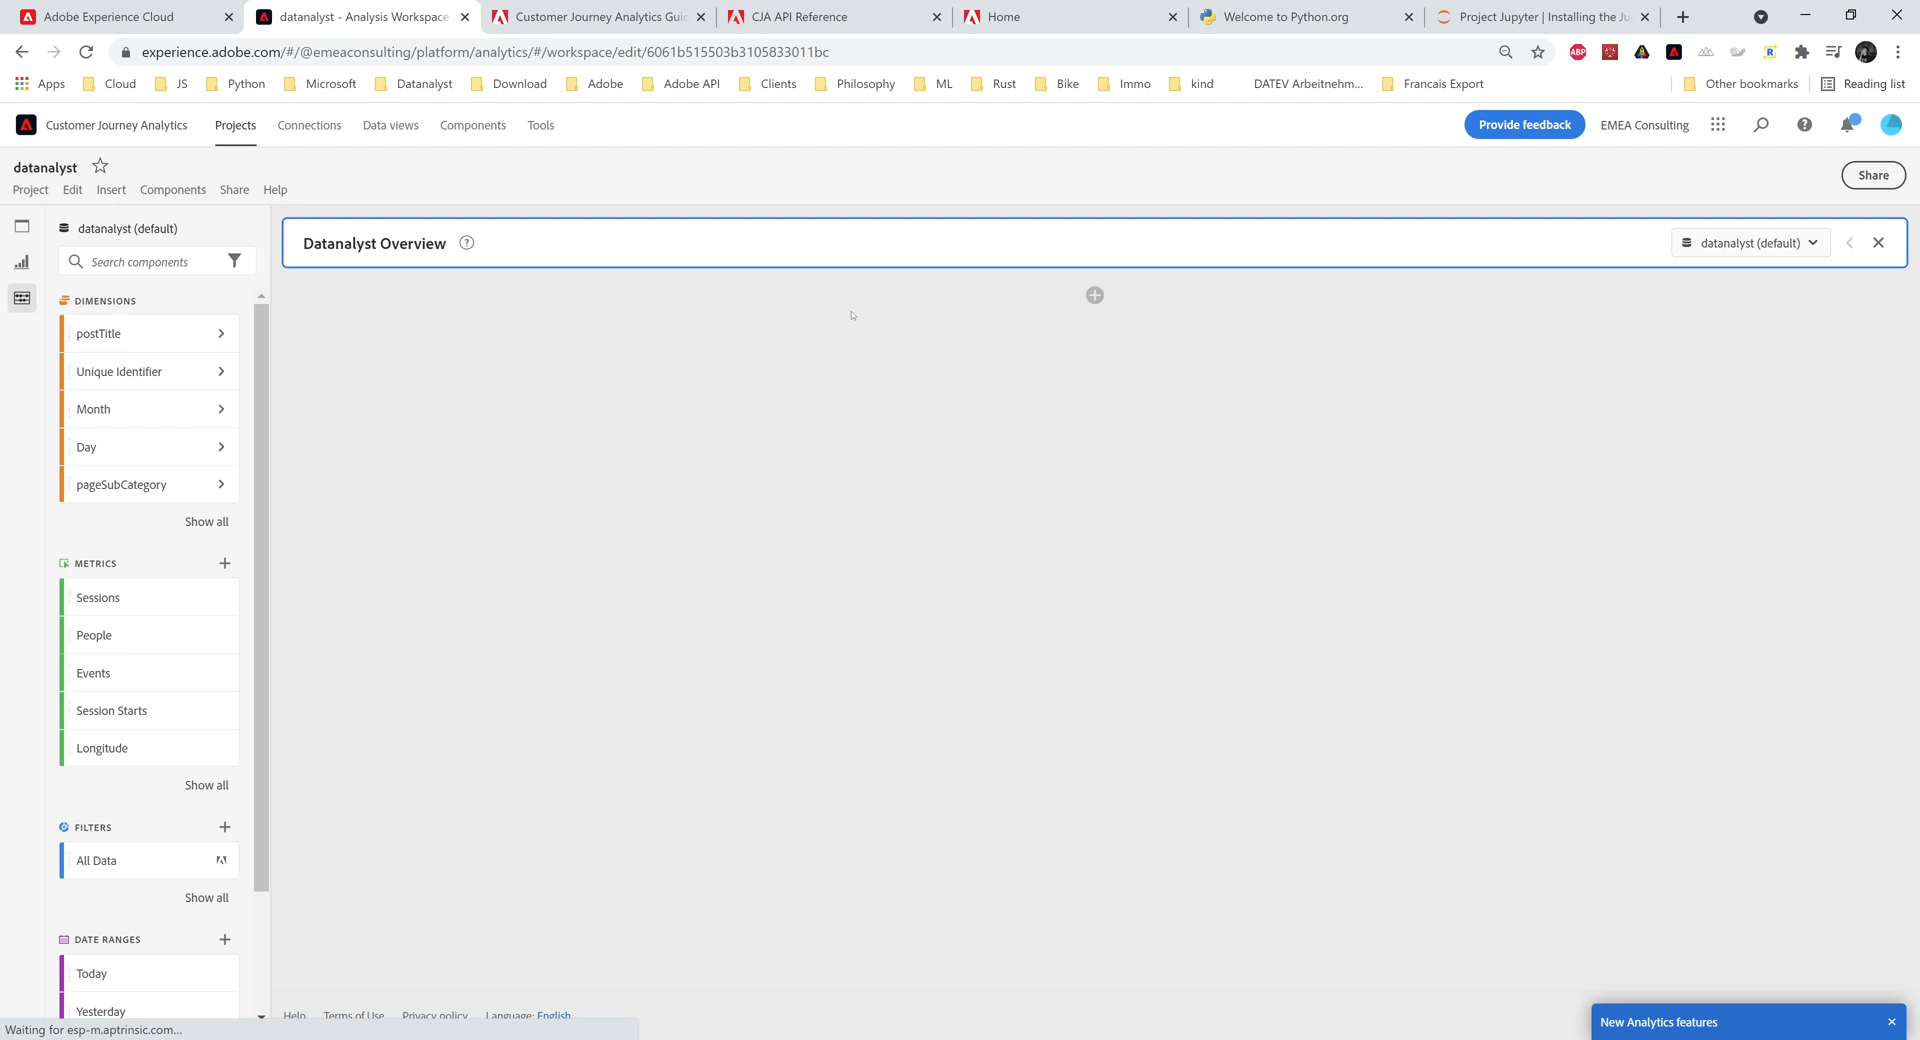 Adobe Experience Cloud
datanalyst - Analysis Workspace
Customer Journey Analytics Guid
CJA API Reference
Home
Welcome to Python.org
Project Jupyter | Installing the Ju
experience.adobe.com/#/@emeaconsulting/platform/analytics/#/workspace/edit/6061b515503b3105833011bc
ABP
Apps
Cloud
JS
Python
Microsoft
Datanalyst
Download
Adobe
Adobe API
Clients
Philosophy
ML
Rust
Bike
Immo
kind
DATEV Arbeitnehm...
Francais Export
Other bookmarks
Reading list
Customer Journey Analytics
Projects
Connections
Data views
Components
Tools
Provide feedback
EMEA Consulting
datanalyst
Project
Edit
Insert
Components
Share
Help
Share
datanalyst (default)
Search components
Datanalyst Overview
datanalyst (default)
DIMENSIONS
postTitle
Unique Identifier
Month
Day
pageSubCategory
Show all
METRICS
Sessions
People
Events
Session Starts
Longitude
Show all
FILTERS
All Data
Show all
DATE RANGES
Today
Yesterday
Help
Terms of Use
Privacy policy
Language: English
Waiting for esp-m.aptrinsic.com...
New Analytics features